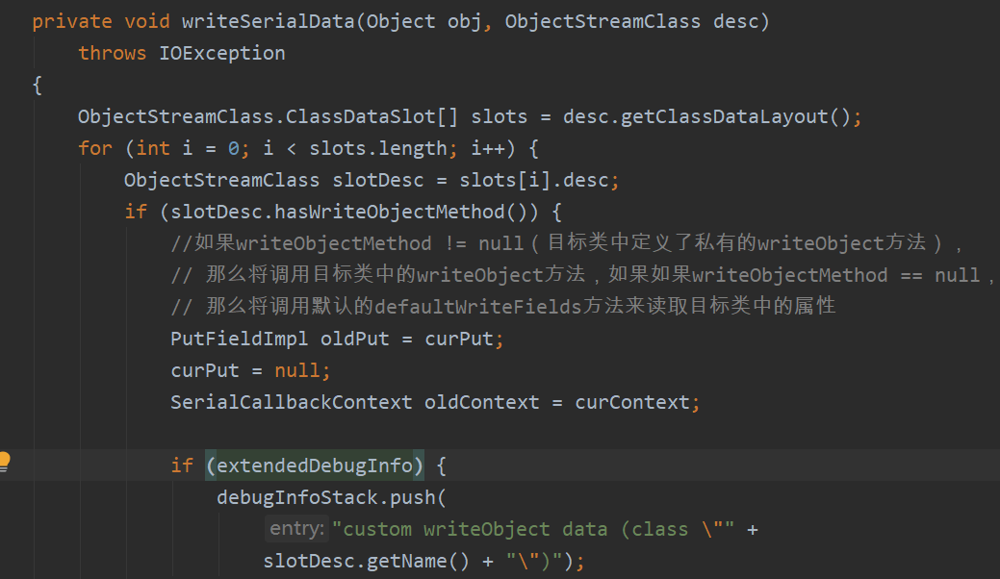 private void writeSerialData(Object obj, ObjectStreamClass desc)
throws IOException
{
ObjectStreamClass.ClassDataSlot[] slots = desc.getClassDataLayout();
for (int i = 0; i < slots.length; i++) {
ObjectStreamClass slotDesc = slots[i].desc;
if (slotDesc.hasWriteObjectMethod()) {
//如果writeObjectMethod != null（目标类中定义了私有的writeObject方法），
// 那么将调用目标类中的writeObject方法，如果如果writeObjectMethod == null，
// 那么将调用默认的defaultWriteFields方法来读取目标类中的属性
PutFieldImpl oldPut = curPut;
curPut = null;
SerialCallbackContext oldContext = curContext;
if (extendedDebugInfo) {
debugInfoStack.push(
entry: "custom writeObject data (class \"" +
slotDesc.getName() + "\")");